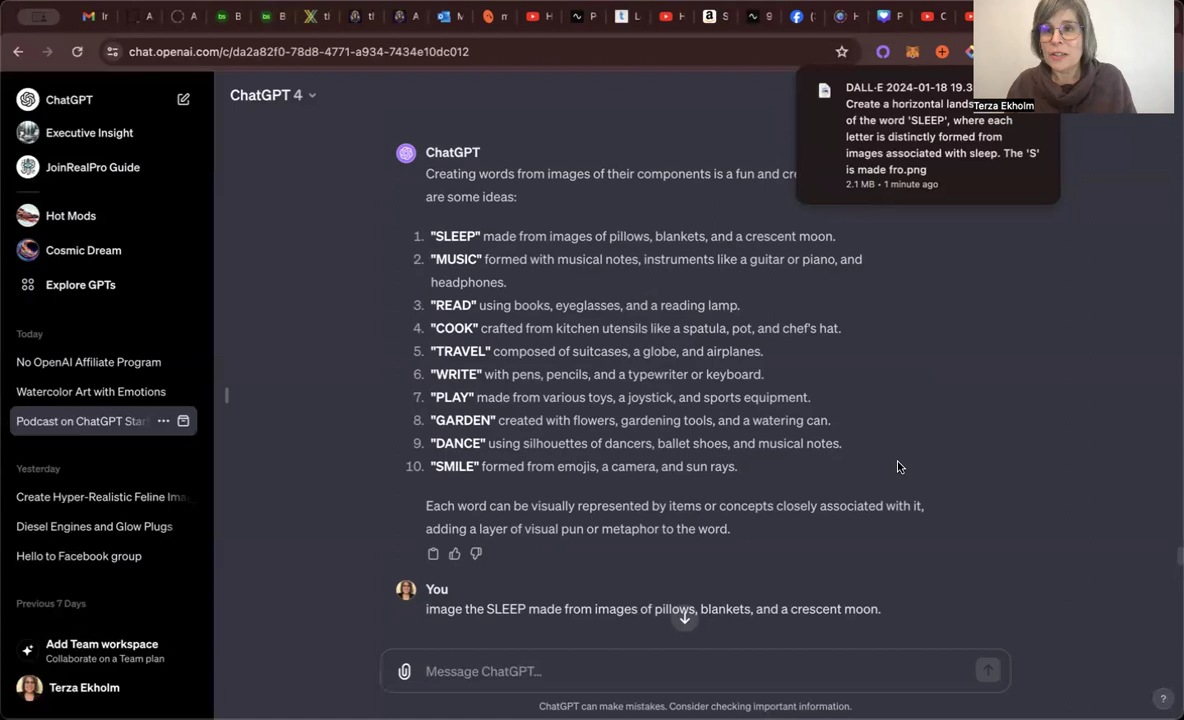 chat.openai.com/c/da2a82f0-78d8-4771-a934-7434e10dc012
ChatGPT
Executive Insight
JoinRealPro Guide
Hot Mods
Cosmic Dream
Explore GPTs
Today
No OpenAI Affiliate Program
Watercolor Art with Emotions
Podcast on ChatGPT Star
Yesterday
Create Hyper-Realistic Feline Ima
Diesel Engines and Glow Plugs
Hello to Facebook group
Previous 7 Days
Add Team workspace
Collaborate on a Team plan
Terza Ekholm
ChatGPT 4
ChatGPT
Creating words from images of their components is a fun and cre
are some ideas:
1. "SLEEP" made from images of pillows, blankets, and a crescent moon.
2. "MUSIC" formed with musical notes, instruments like a guitar or piano, and
headphones.
3. "READ" using books, eyeglasses, and a reading lamp.
4. "COOK" crafted from kitchen utensils like a spatula, pot, and chef's hat.
5. "TRAVEL" composed of suitcases, a globe, and airplanes.
6. "WRITE" with pens, pencils, and a typewriter or keyboard.
7. "PLAY" made from various toys, a joystick, and sports equipment.
8. "GARDEN" created with flowers, gardening tools, and a watering can.
9. "DANCE" using silhouettes of dancers, ballet shoes, and musical notes.
10. "SMILE" formed from emojis, a camera, and sun rays.
Each word can be visually represented by items or concepts closely associated with it,
adding a layer of visual pun or metaphor to the word.
You
image the SLEEP made from images of pillows, blankets, and a crescent moon.
Message ChatGPT...
ChatGPT can make mistakes. Consider checking important information.
?
DALL·E 2024-01-18 19.3
Create a horizontal lands
of the word 'SLEEP', where each
letter is distinctly formed from
images associated with sleep. The 'S'
is made fro.png
2.1 MB • 1 minute ago
Terza Ekholm